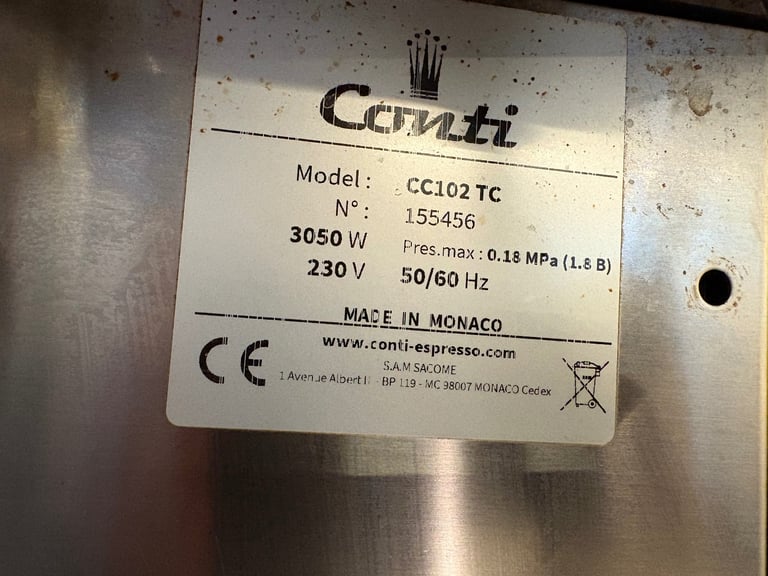 Conti
Model : CC102 TC
N° : 155456
3050 W Pres.max : 0.18 MPa (1.8 B)
230 V 50/60 Hz
MADE IN MONACO
www.conti-espresso.com
CE S.A.M SACOME
1 Avenue Albert II - BP 119 - MC 98007 MONACO Cedex